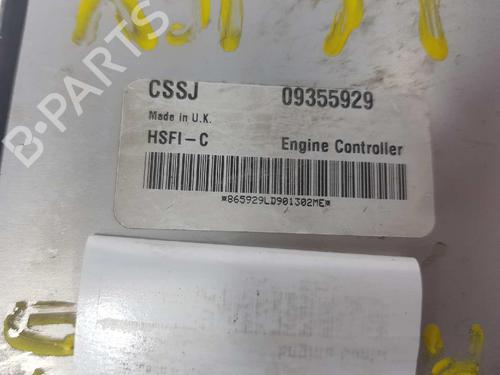 CSSJ 09355929
Made in U.K.
HSFI-C Engine Controller
*865929LD901302ME*
B-PARTS